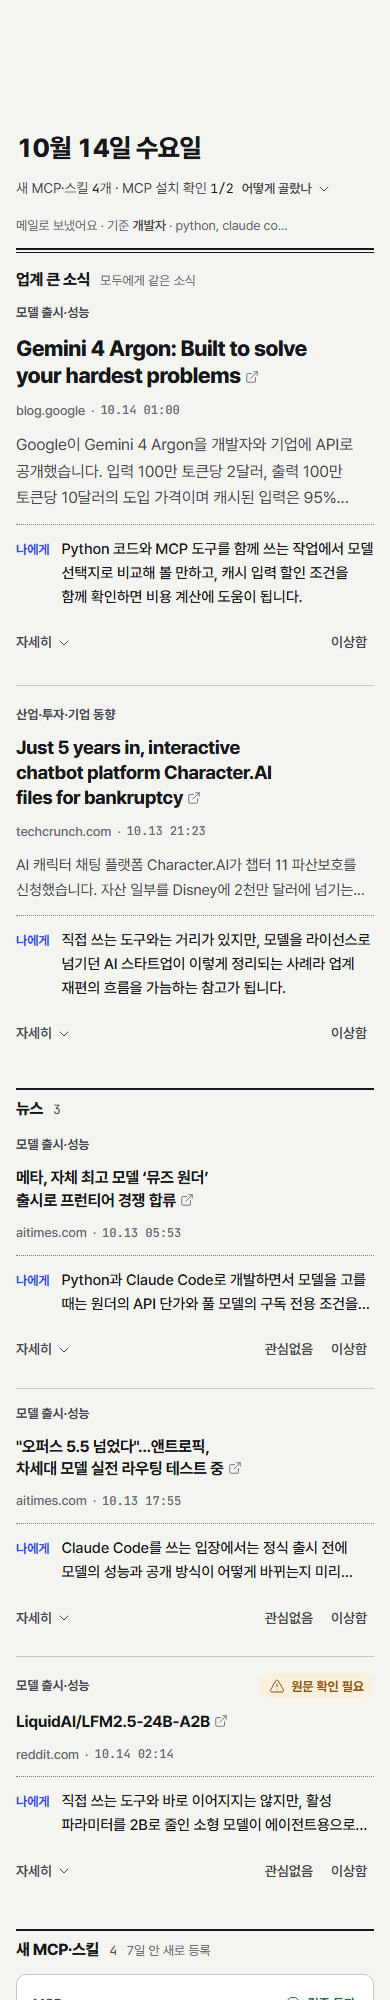 10월 14일 수요일
새 MCP·스킬 4개 · MCP 설치 확인 1/2 어떻게 골랐나
메일로 보냈어요 · 기준 개발자 · python, claude co...
업계 큰 소식 모두에게 같은 소식
모델 출시·성능
Gemini 4 Argon: Built to solve
your hardest problems
blog.google · 10.14 01:00
Google이 Gemini 4 Argon을 개발자와 기업에 API로
공개했습니다. 입력 100만 토큰당 2달러, 출력 100만
토큰당 10달러의 도입 가격이며 캐시된 입력은 95%...
나에게 Python 코드와 MCP 도구를 함께 쓰는 작업에서 모델
선택지로 비교해 볼 만하고, 캐시 입력 할인 조건을
함께 확인하면 비용 계산에 도움이 됩니다.
자세히 이상함
산업·투자·기업 동향
Just 5 years in, interactive
chatbot platform Character.AI
files for bankruptcy
techcrunch.com · 10.13 21:23
AI 캐릭터 채팅 플랫폼 Character.AI가 챕터 11 파산보호를
신청했습니다. 자산 일부를 Disney에 2천만 달러에 넘기는...
나에게 직접 쓰는 도구와는 거리가 있지만, 모델을 라이선스로
넘기던 AI 스타트업이 이렇게 정리되는 사례라 업계
재편의 흐름을 가늠하는 참고가 됩니다.
자세히 이상함
뉴스 3
모델 출시·성능
메타, 자체 최고 모델 ‘뮤즈 원더’
출시로 프런티어 경쟁 합류
aitimes.com · 10.13 05:53
나에게 Python과 Claude Code로 개발하면서 모델을 고를
때는 원더의 API 단가와 풀 모델의 구독 전용 조건을...
자세히 관심없음 이상함
모델 출시·성능
"오퍼스 5.5 넘었다"...앤트로픽,
차세대 모델 실전 라우팅 테스트 중
aitimes.com · 10.13 17:55
나에게 Claude Code를 쓰는 입장에서는 정식 출시 전에
모델의 성능과 공개 방식이 어떻게 바뀌는지 미리...
자세히 관심없음 이상함
모델 출시·성능 원문 확인 필요
LiquidAI/LFM2.5-24B-A2B
reddit.com · 10.14 02:14
나에게 직접 쓰는 도구와 바로 이어지지는 않지만, 활성
파라미터를 2B로 줄인 소형 모델이 에이전트용으로...
자세히 관심없음 이상함
새 MCP·스킬 4 7일 안 새로 등록